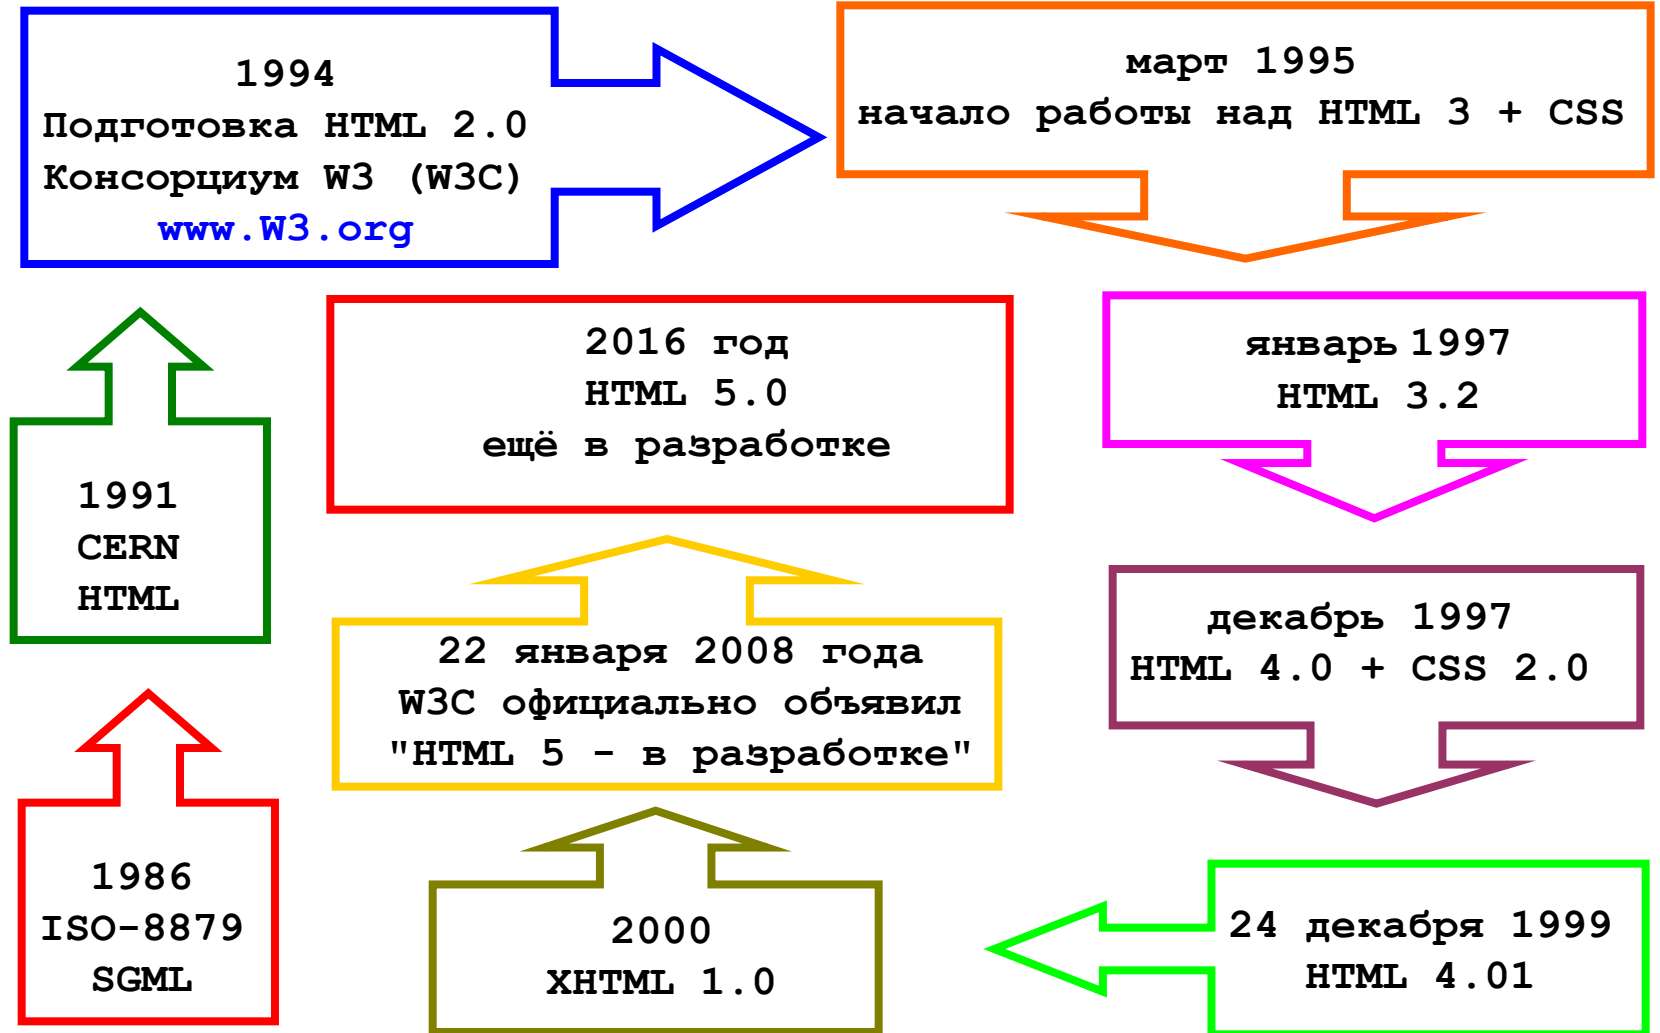 1994
Подготовка HTML 2.0
Консорциум W3 (W3C)
www.W3.org
март 1995
начало работы над HTML 3 + CSS
2016 год
HTML 5.0
ещё в разработке
январь 1997
HTML 3.2
1991
CERN
HTML
22 января 2008 года
W3C официально объявил
"HTML 5 - в разработке"
декабрь 1997
HTML 4.0 + CSS 2.0
1986
ISO-8879
SGML
2000
XHTML 1.0
24 декабря 1999
HTML 4.01